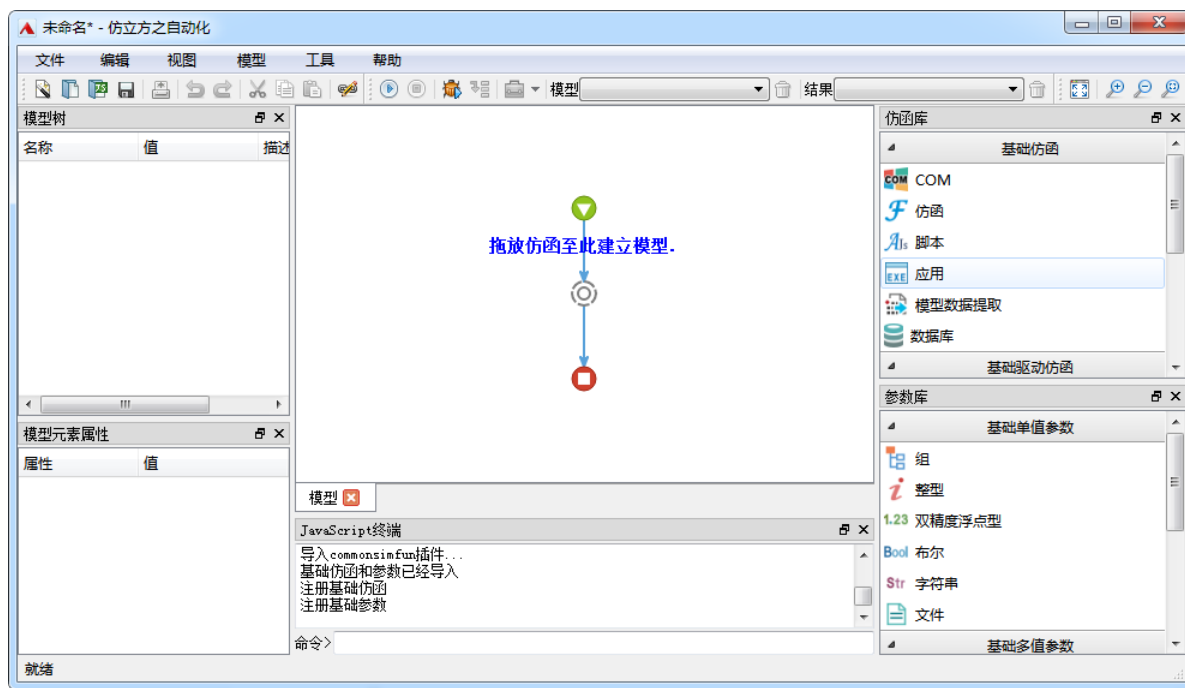 未命名* - 仿立方之自动化
文件 编辑 视图 模型 工具 帮助
模型 结果
模型树
名称 值 描述
模型元素属性
属性 值
拖放仿函至此建立模型.
模型
JavaScript终端
导入commonsimfun插件...
基础仿函和参数已经导入
注册基础仿函
注册基础参数
命令>
仿函库
基础仿函
COM COM
仿函
脚本
EXE 应用
模型数据提取
数据库
基础驱动仿函
参数库
基础单值参数
组
整型
1.23 双精度浮点型
Bool 布尔
Str 字符串
文件
基础多值参数
就绪